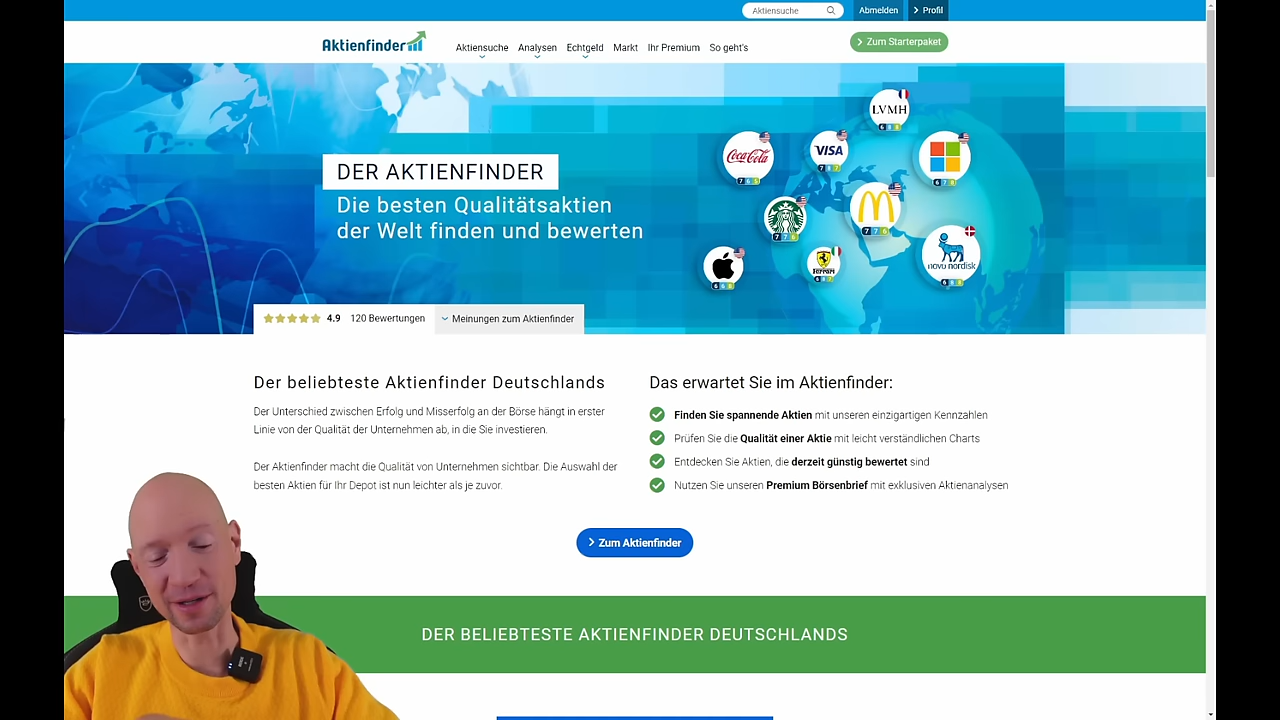 Aktiensuche
Abmelden
Profil
Aktienfinder
Aktiensuche Analysen Echtgeld Markt Ihr Premium So geht's
Zum Starterpaket
LVMH
Coca-Cola
VISA
novo nordisk
Ferrari
DER AKTIENFINDER
Die besten Qualitätsaktien
der Welt finden und bewerten
4.9 120 Bewertungen
Meinungen zum Aktienfinder
Der beliebteste Aktienfinder Deutschlands
Der Unterschied zwischen Erfolg und Misserfolg an der Börse hängt in erster
Linie von der Qualität der Unternehmen ab, in die Sie investieren.
Der Aktienfinder macht die Qualität von Unternehmen sichtbar. Die Auswahl der
besten Aktien für Ihr Depot ist nun leichter als je zuvor.
Das erwartet Sie im Aktienfinder:
Finden Sie spannende Aktien mit unseren einzigartigen Kennzahlen
Prüfen Sie die Qualität einer Aktie mit leicht verständlichen Charts
Entdecken Sie Aktien, die derzeit günstig bewertet sind
Nutzen Sie unseren Premium Börsenbrief mit exklusiven Aktienanalysen
Zum Aktienfinder
DER BELIEBTESTE AKTIENFINDER DEUTSCHLANDS